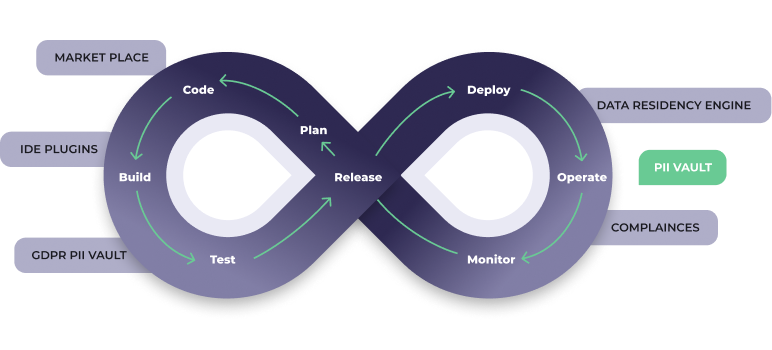 MARKET PLACE
Code
Deploy
DATA RESIDENCY ENGINE
Plan
IDE PLUGINS
PII VAULT
Build
Release
Operate
COMPLAINCES
GDPR PII VAULT
Test
Monitor